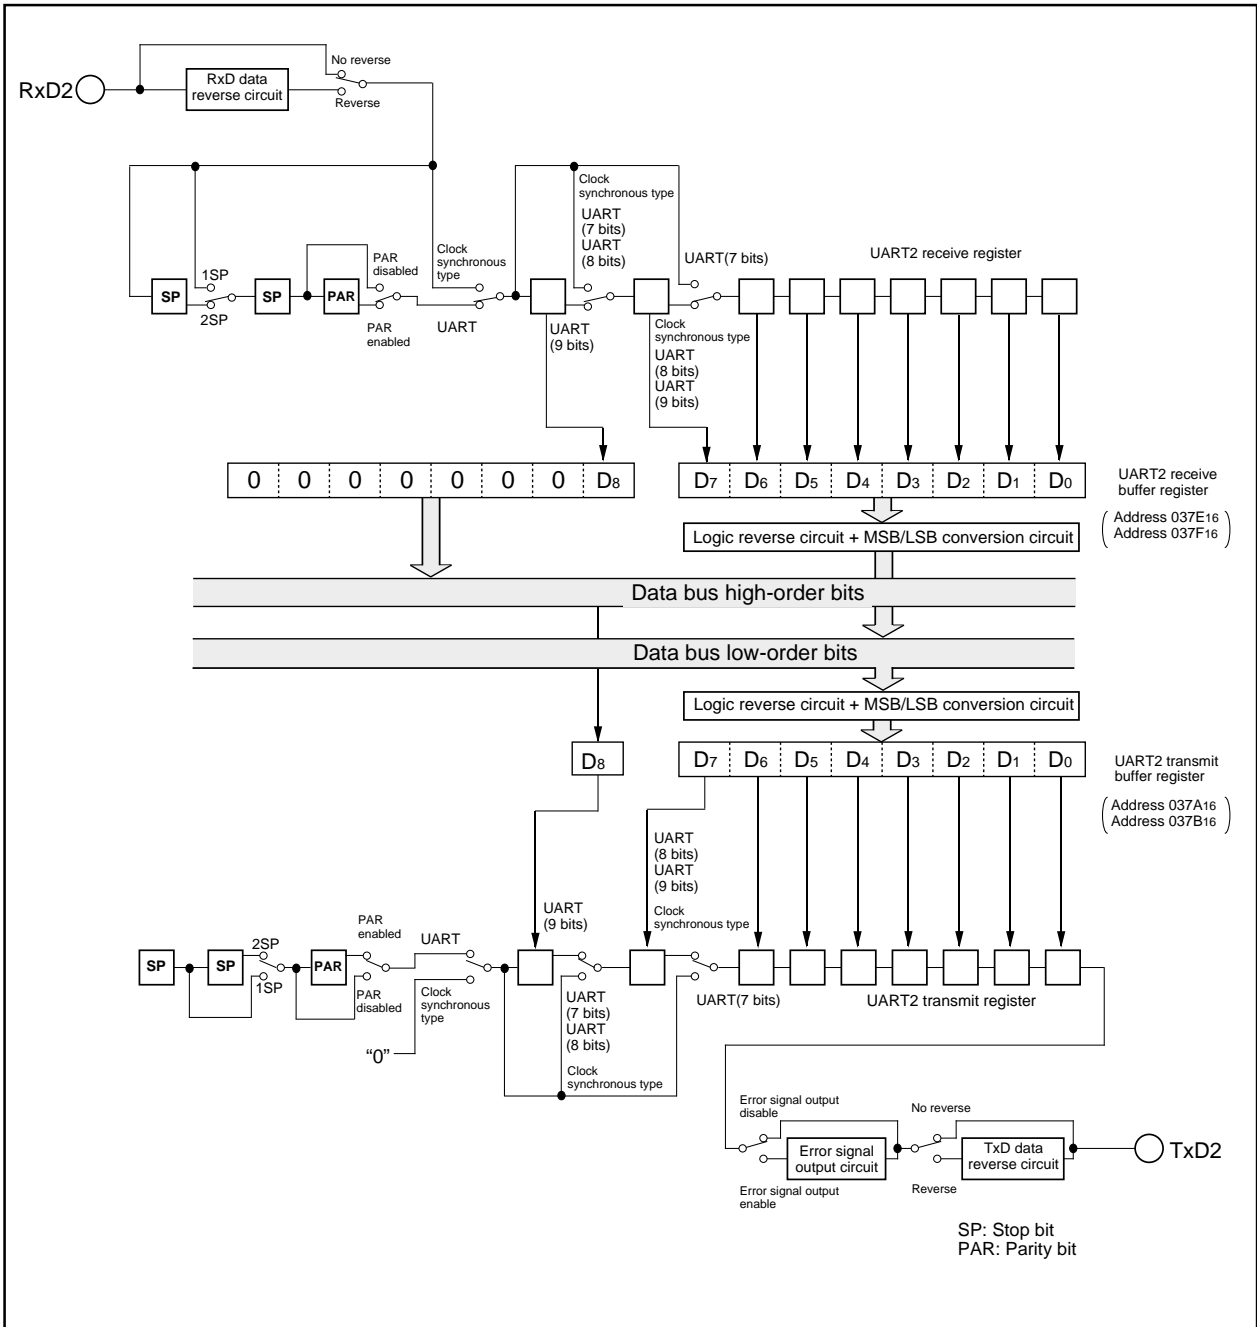 No reverse
RxD2
RxD data
reverse circuit
Reverse
Clock
synchronous type
UART
(7 bits)
UART
(8 bits)
PAR
disabled
Clock
synchronous
type
UART(7 bits)
UART2 receive register
1SP
SP
SP
PAR
2SP
PAR
enabled
UART
UART
(9 bits)
Clock
synchronous type
UART
(8 bits)
UART
(9 bits)
0 0 0 0 0 0 0 D8
D7 D6 D5 D4 D3 D2 D1 D0
UART2 receive
buffer register
Address 037E16
Address 037F16
Logic reverse circuit + MSB/LSB conversion circuit
Data bus high-order bits
Data bus low-order bits
Logic reverse circuit + MSB/LSB conversion circuit
D8
D7 D6 D5 D4 D3 D2 D1 D0
UART2 transmit
buffer register
Address 037A16
Address 037B16
UART
(8 bits)
UART
(9 bits)
Clock
synchronous type
UART
(9 bits)
PAR
enabled
UART
2SP
SP
SP
PAR
1SP
PAR
disabled
Clock
synchronous
type
“0”
UART
(7 bits)
UART
(8 bits)
Clock
synchronous type
UART(7 bits)
UART2 transmit register
Error signal output
disable
No reverse
Error signal
output circuit
TxD data
reverse circuit
TxD2
Error signal output
enable
Reverse
SP: Stop bit
PAR: Parity bit